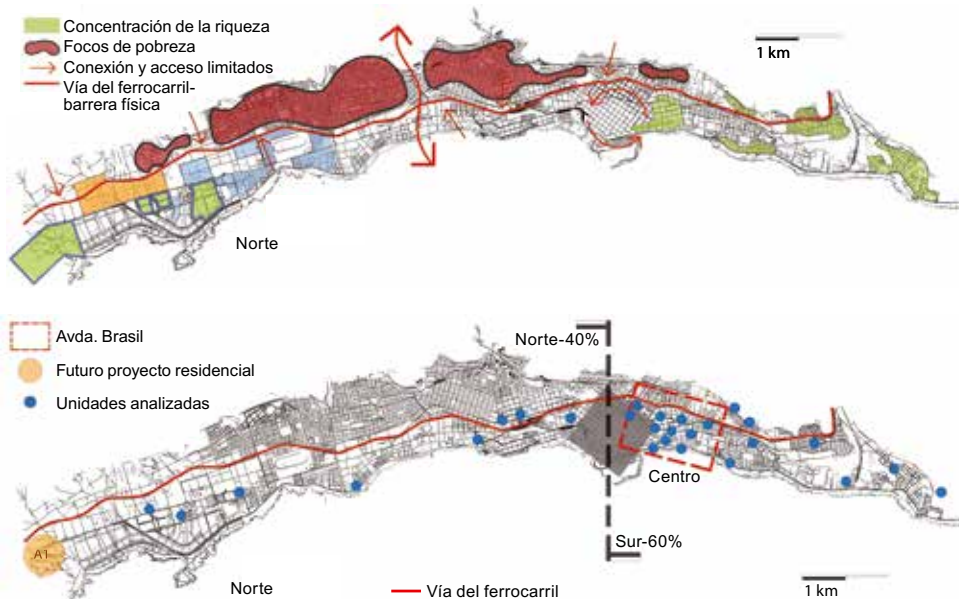 Concentración de la riqueza
Focos de pobreza
Conexión y acceso limitados
Vía del ferrocarril-
barrera física
1 km
Norte
Avda. Brasil
Futuro proyecto residencial
Unidades analizadas
Norte-40%
Centro
Sur-60%
A1
Norte
Vía del ferrocarril
1 km